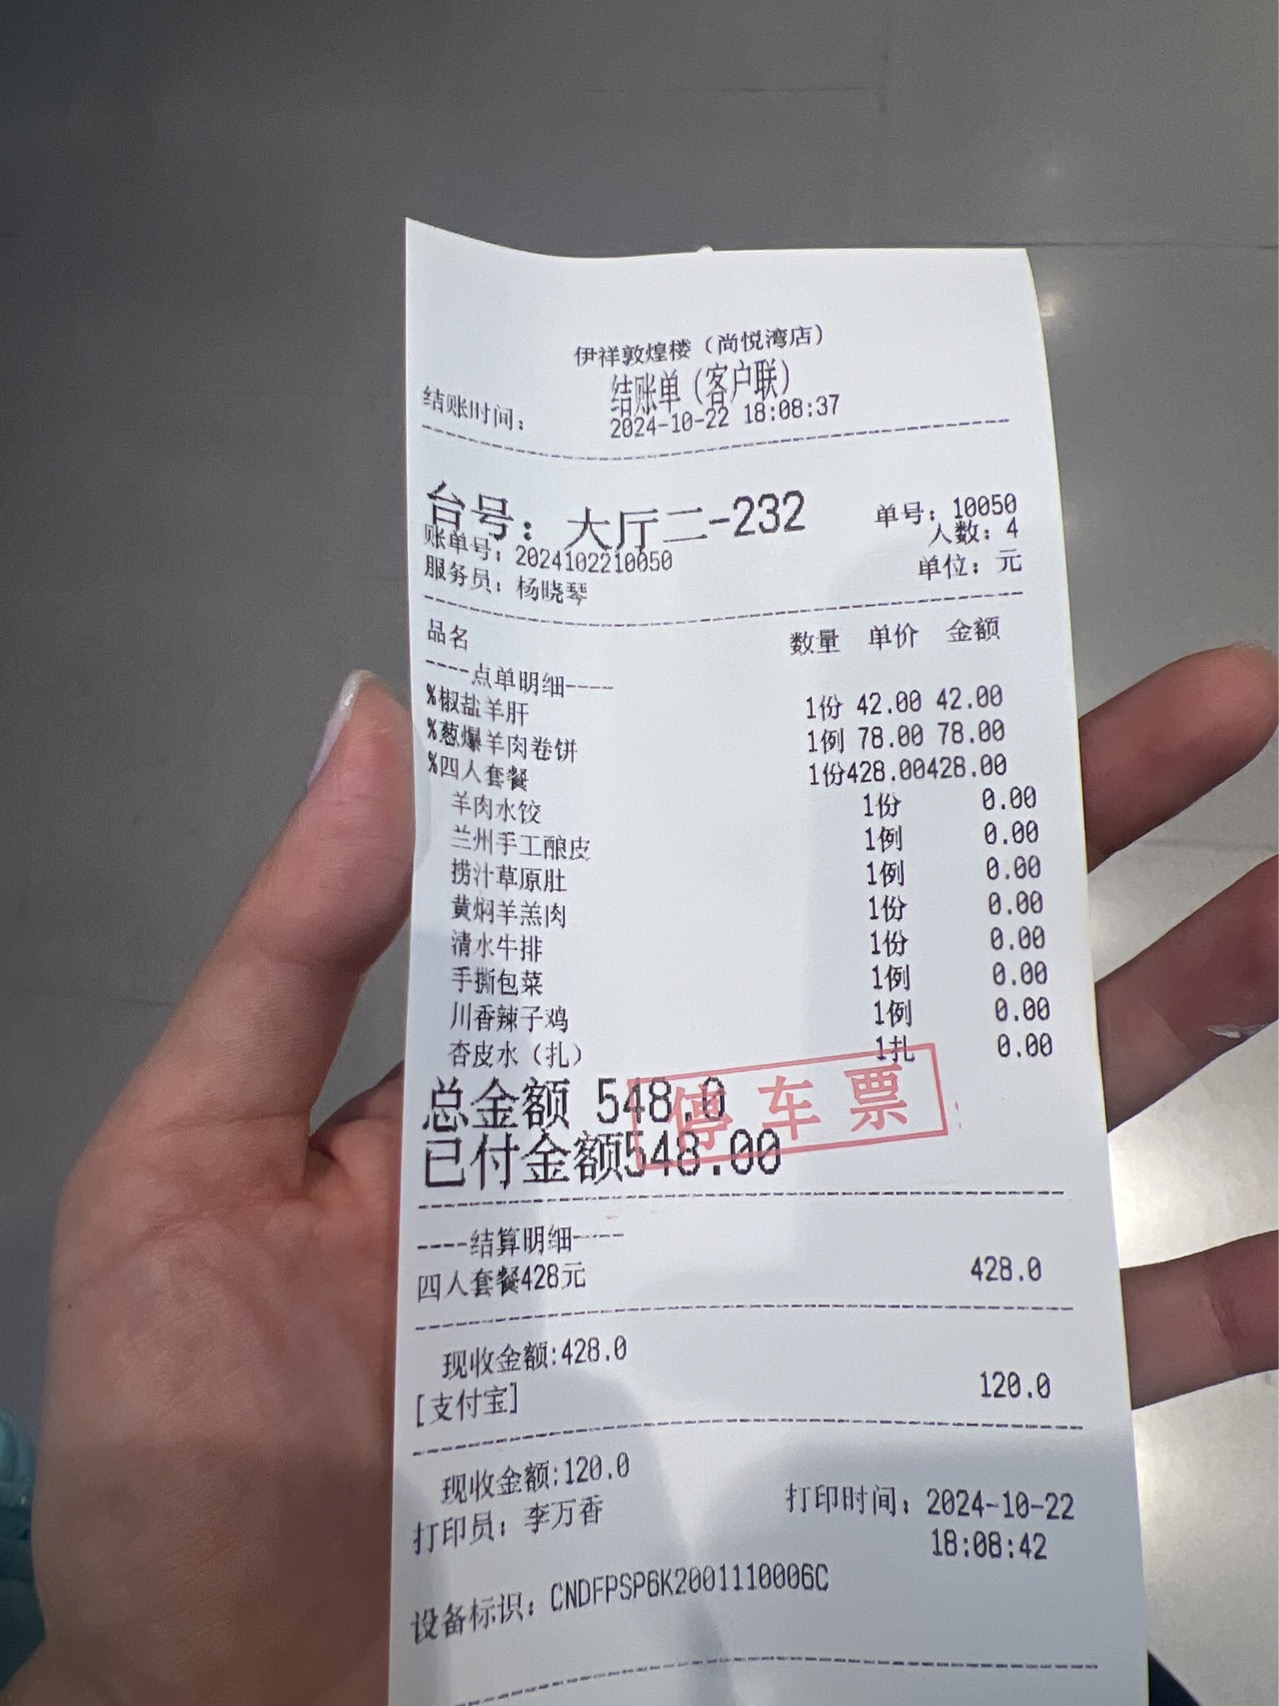 伊祥敦煌楼（尚悦湾店）
结账单（客户联）
结账时间： 2024-10-22 18:08:37
台号：大厅二-232 单号：10050
账单号：2024102210050 人数：4
服务员：杨晓琴 单位：元
品名 数量 单价 金额
----点单明细----
%椒盐羊肝 1份 42.00 42.00
%葱爆羊肉卷饼 1例 78.00 78.00
%四人套餐 1份428.00428.00
羊肉水饺 1份 0.00
兰州手工酿皮 1例 0.00
捞汁草原肚 1例 0.00
黄焖羊羔肉 1份 0.00
清水牛排 1份 0.00
手撕包菜 1例 0.00
川香辣子鸡 1例 0.00
杏皮水（扎） 1扎 0.00
总金额 548.0
停车票
已付金额548.00
----结算明细----
四人套餐428元 428.0
现收金额:428.0
[支付宝] 120.0
现收金额:120.0
打印员：李万香 打印时间：2024-10-22
18:08:42
设备标识：CNDFPSP6K2001110006C